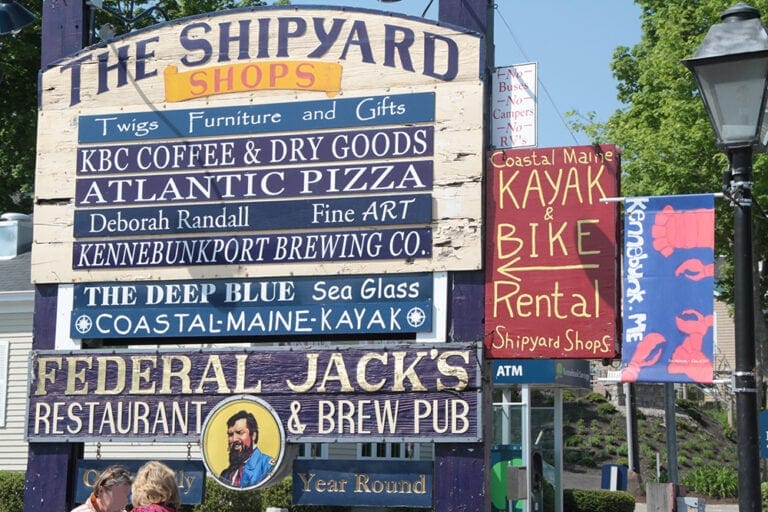 THE SHIPYARD
SHOPS
Twigs Furniture and Gifts
KBC COFFEE & DRY GOODS
ATLANTIC PIZZA
Deborah Randall Fine ART
KENNEBUNKPORT BREWING CO.
THE DEEP BLUE Sea Glass
COASTAL-MAINE-KAYAK
FEDERAL JACK'S
RESTAURANT & BREW PUB
Year Round
-No-
Buses
-No-
Campers
-No-
RV's
Coastal Maine
KAYAK
&
BIKE
Rental
Shipyard Shops
ATM
Kennebunk ME